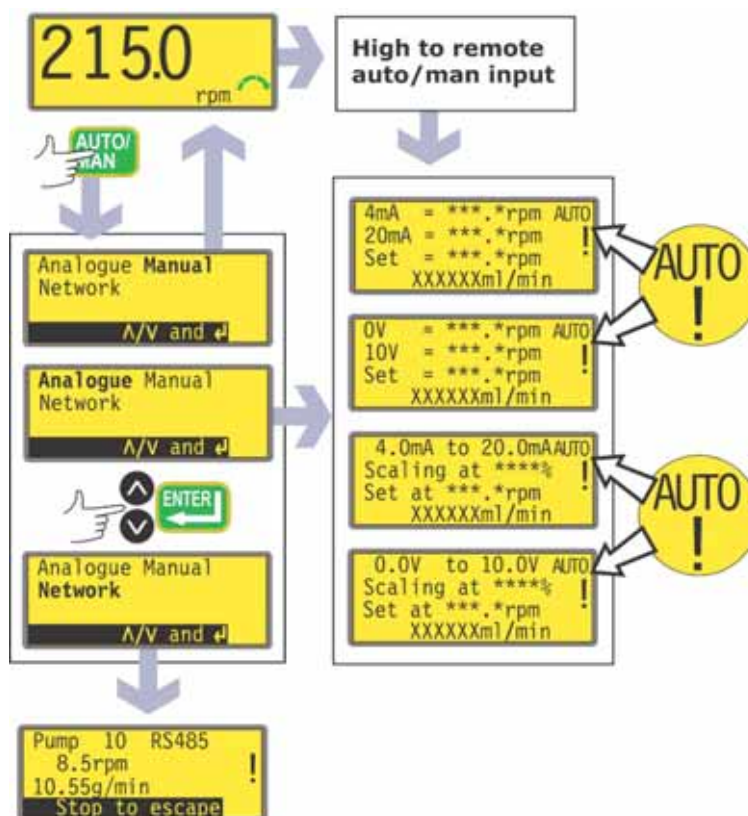 215.0
rpm
High to remote
auto/man input
AUTO/
MAN
Analogue Manual
Network
∧/∨ and ↵
Analogue Manual
Network
∧/∨ and ↵
ENTER
Analogue Manual
Network
∧/∨ and ↵
Pump 10 RS485
8.5rpm !
10.55g/min
Stop to escape
4mA = ***.*rpm AUTO
20mA = ***.*rpm !
Set = ***.*rpm
XXXXXXml/min
0V = ***.*rpm AUTO
10V = ***.*rpm !
Set = ***.*rpm
XXXXXXml/min
4.0mA to 20.0mA AUTO
Scaling at ****% !
Set at ***.*rpm
XXXXXXml/min
0.0V to 10.0V AUTO
Scaling at ****% !
Set at ***.*rpm
XXXXXXml/min
AUTO
!
AUTO
!